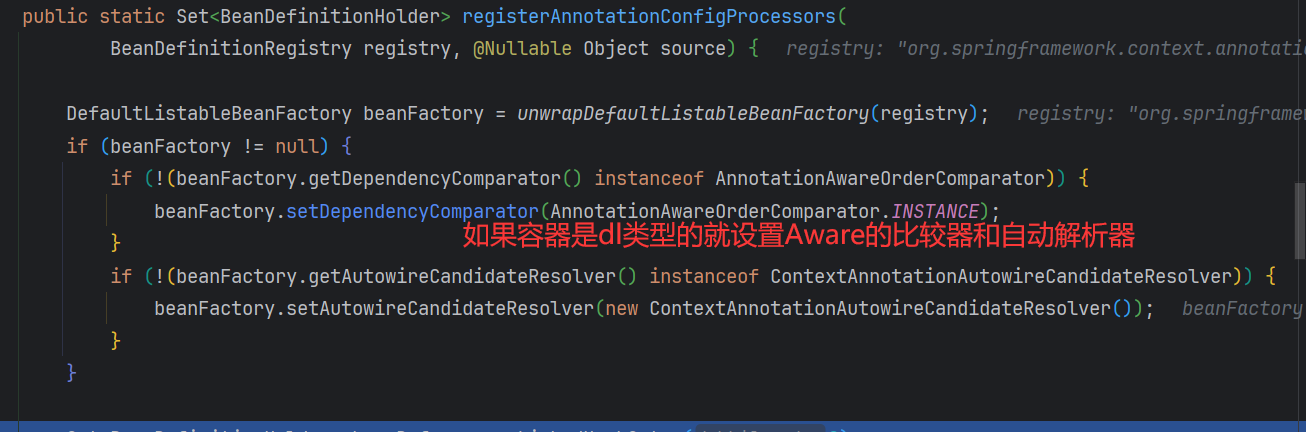 public static Set<BeanDefinitionHolder> registerAnnotationConfigProcessors(
BeanDefinitionRegistry registry, @Nullable Object source) { registry: "org.springframework.context.annotati
DefaultListableBeanFactory beanFactory = unwrapDefaultListableBeanFactory(registry); registry: "org.springframew
if (beanFactory != null) {
if (!(beanFactory.getDependencyComparator() instanceof AnnotationAwareOrderComparator)) {
beanFactory.setDependencyComparator(AnnotationAwareOrderComparator.INSTANCE);
如果容器是dl类型的就设置Aware的比较器和自动解析器
}
if (!(beanFactory.getAutowireCandidateResolver() instanceof ContextAnnotationAutowireCandidateResolver)) {
beanFactory.setAutowireCandidateResolver(new ContextAnnotationAutowireCandidateResolver()); beanFactory
}
}